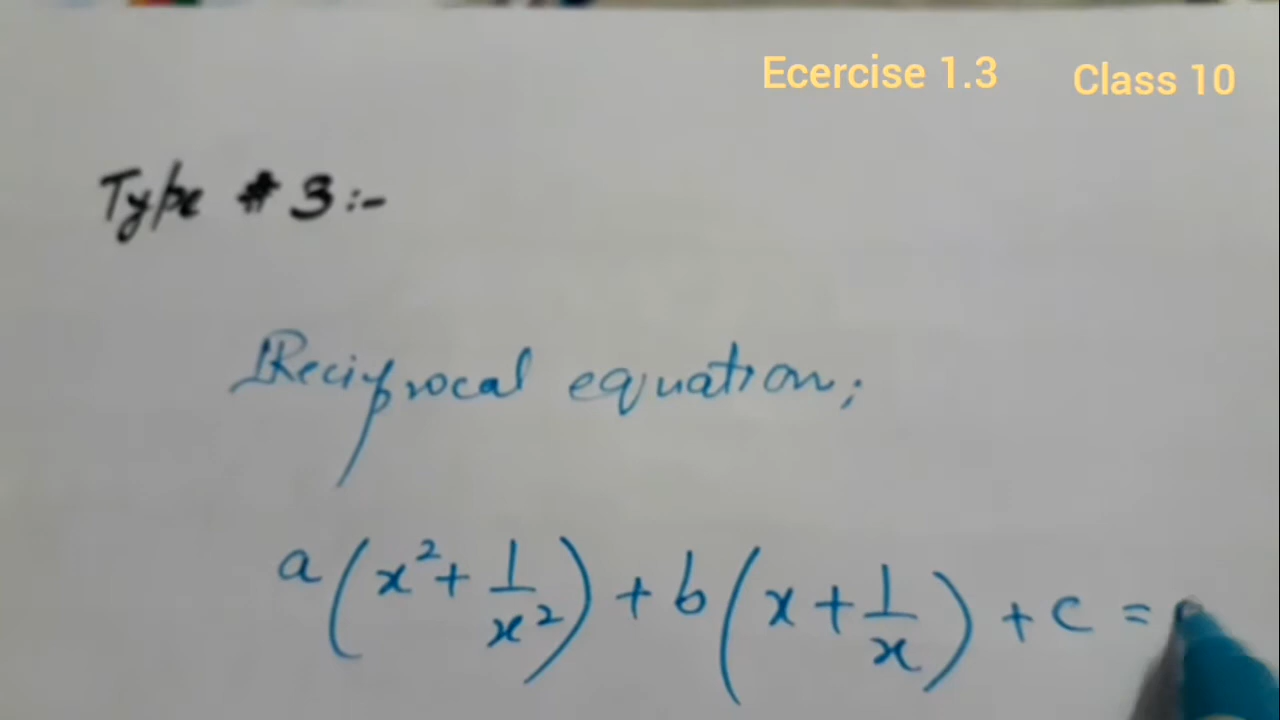 Ecercise 1.3 Class 10
Type # 3:-
Reciprocal equation;
a(x² + 1/x²) + b(x + 1/x) + c =